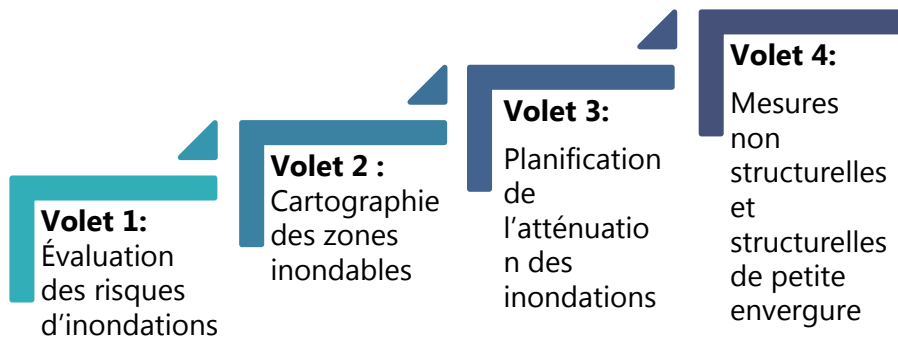 Volet 1:
Évaluation
des risques
d'inondations
Volet 2 :
Cartographie
des zones
inondables
Volet 3:
Planification
de
l'atténuatio
n des
inondations
Volet 4:
Mesures
non
structurelles
et
structurelles
de petite
envergure